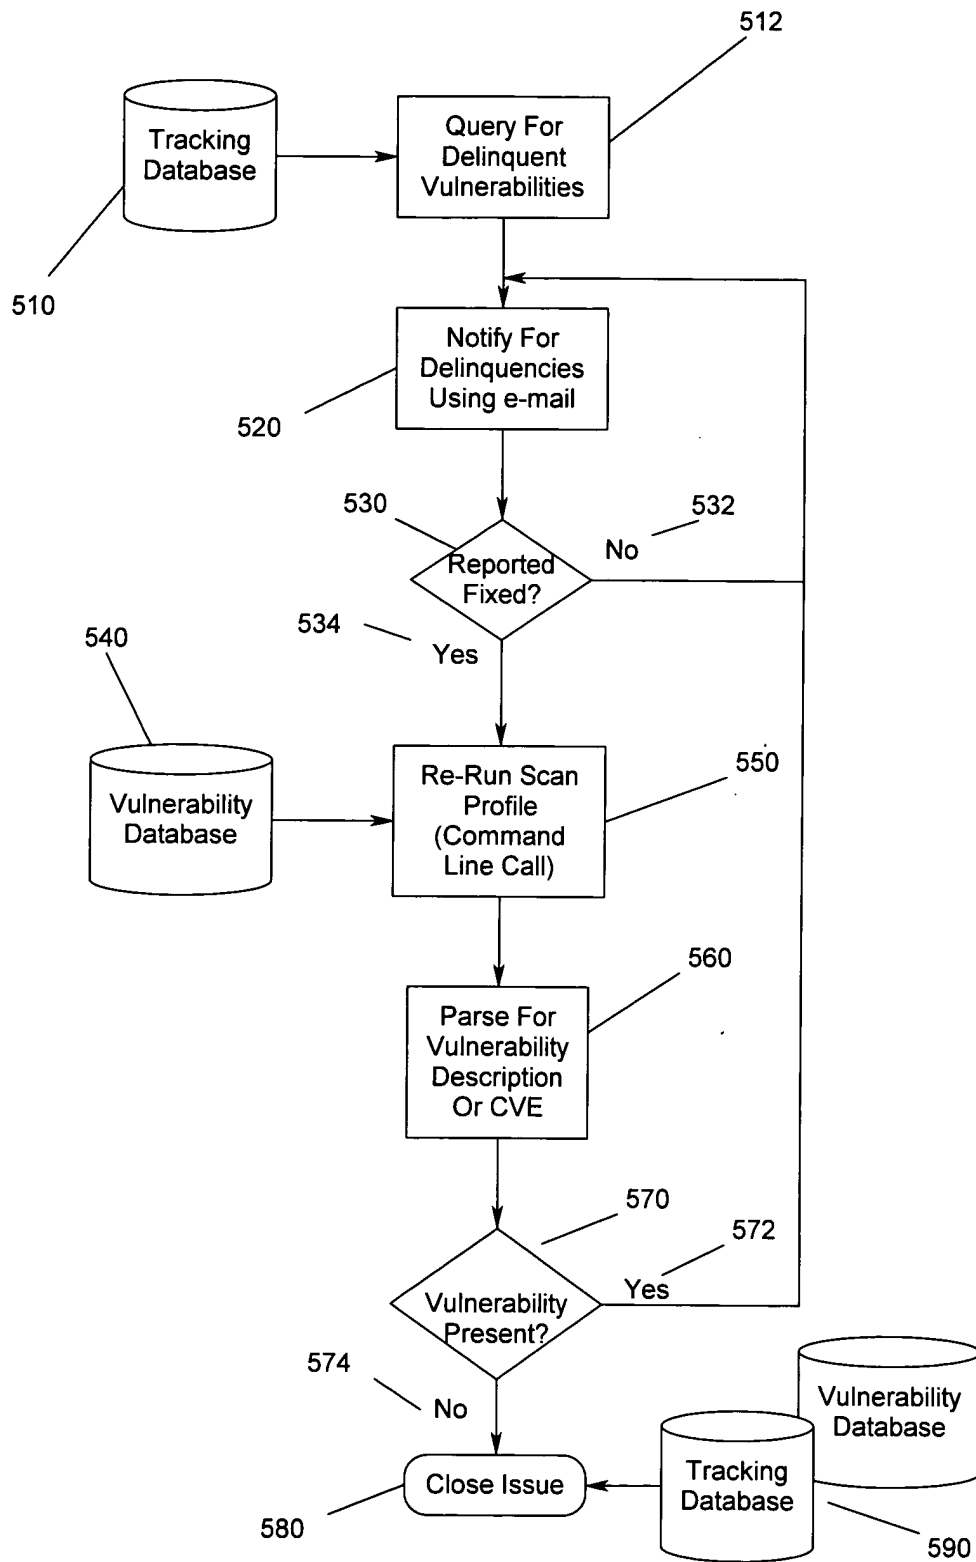 512
Tracking
Database
Query For
Delinquent
Vulnerabilities
510
Notify For
Delinquencies
Using e-mail
520
530
532
No
Reported
Fixed?
534
Yes
540
Vulnerability
Database
Re-Run Scan
Profile
(Command
Line Call)
550
560
Parse For
Vulnerability
Description
Or CVE
570
572
Yes
Vulnerability
Present?
574
No
Close Issue
580
Tracking
Database
Vulnerability
Database
590